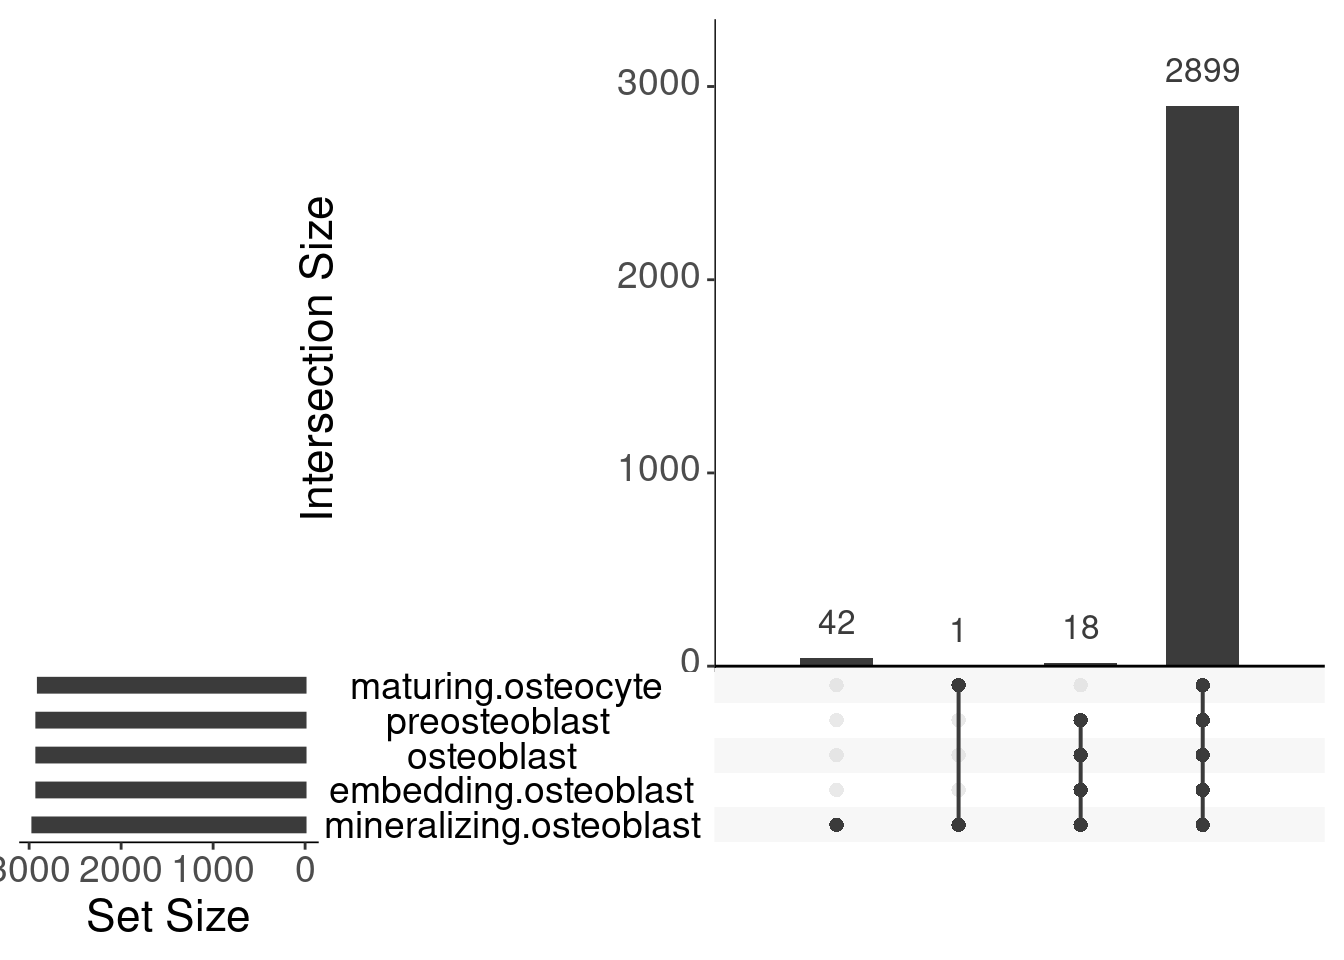 Intersection Size
3000
2000
1000
0
2899
42
1
18
maturing.osteocyte
preosteoblast
osteoblast
embedding.osteoblast
mineralizing.osteoblast
3000 2000 1000 0
Set Size